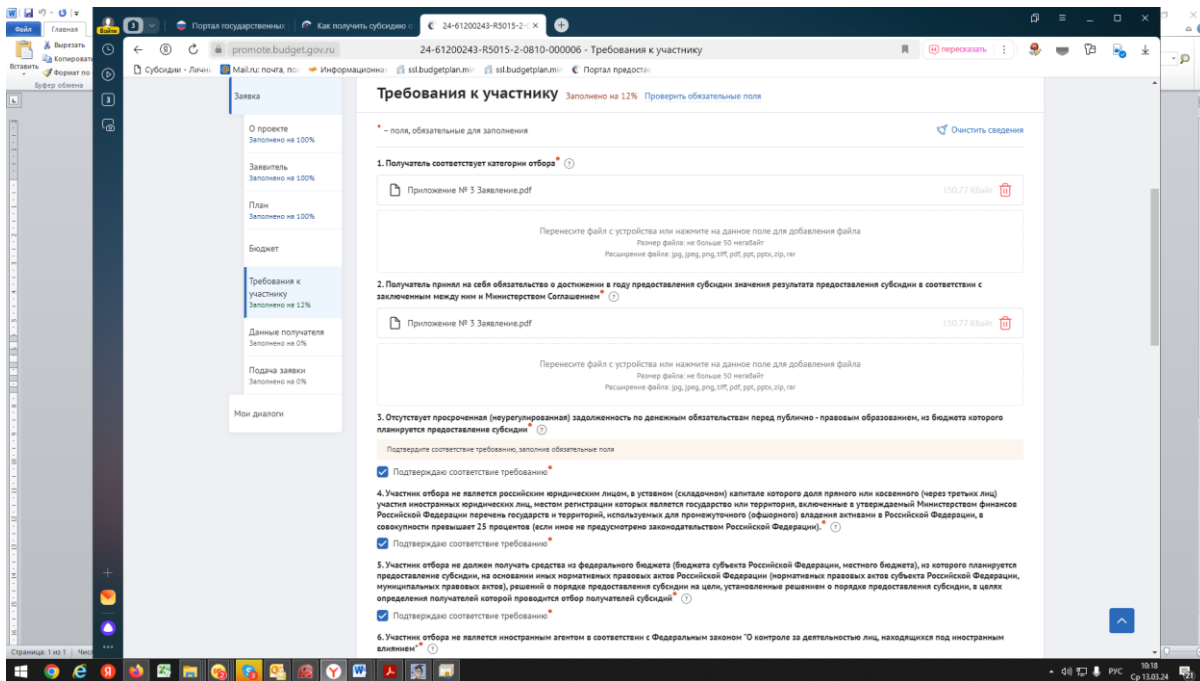 Файл
Главная
Вырезать
Копировать
Вставить
Формат по
Буфер обмена
Войти
3
Портал государственных
Как получить субсидию о
24-61200243-R5015-2-0
promote.budget.gov.ru
24-61200243-R5015-2-0810-000006 - Требования к участнику
пересказать
Субсидии - Личны
Mail.ru: почта, по
Информационная
ssl.budgetplan.min
ssl.budgetplan.min
Портал предостав
3
Заявка
О проекте
Заполнено на 100%
Заявитель
Заполнено на 100%
План
Заполнено на 100%
Бюджет
Требования к
участнику
Заполнено на 12%
Данные получателя
Заполнено на 0%
Подача заявки
Заполнено на 0%
Мои диалоги
Требования к участнику Заполнено на 12% Проверить обязательные поля
* – поля, обязательные для заполнения
Очистить сведения
1. Получатель соответствует категории отбора* ?
Приложение № 3 Заявление.pdf 150,77 Кбайт
Перенесите файл с устройства или нажмите на данное поле для добавления файла
Размер файла: не больше 50 мегабайт
Расширение файла: jpg, jpeg, png, tiff, pdf, ppt, pptx, zip, rar
2. Получатель принял на себя обязательство о достижении в году предоставления субсидии значения результата предоставления субсидии в соответствии с
заключенным между ним и Министерством Соглашением* ?
Приложение № 3 Заявление.pdf 150,77 Кбайт
Перенесите файл с устройства или нажмите на данное поле для добавления файла
Размер файла: не больше 50 мегабайт
Расширение файла: jpg, jpeg, png, tiff, pdf, ppt, pptx, zip, rar
3. Отсутствует просроченная (неурегулированная) задолженность по денежным обязательствам перед публично - правовым образованием, из бюджета которого
планируется предоставление субсидии* ?
Подтвердите соответствие требованию, заполнив обязательные поля
Подтверждаю соответствие требованию*
4. Участник отбора не является российским юридическим лицом, в уставном (складочном) капитале которого доля прямого или косвенного (через третьих лиц)
участия иностранных юридических лиц, местом регистрации которых является государство или территория, включенные в утверждаемый Министерством финансов
Российской Федерации перечень государств и территорий, используемых для промежуточного (офшорного) владения активами в Российской Федерации, в
совокупности превышает 25 процентов (если иное не предусмотрено законодательством Российской Федерации).* ?
Подтверждаю соответствие требованию*
5. Участник отбора не должен получать средства из федерального бюджета (бюджета субъекта Российской Федерации, местного бюджета), из которого планируется
предоставление субсидии, на основании иных нормативных правовых актов Российской Федерации (нормативных правовых актов субъекта Российской Федерации,
муниципальных правовых актов), решений о порядке предоставления субсидии на цели, установленные решением о порядке предоставления субсидии, в целях
определения получателей которой проводится отбор получателей субсидий* ?
Подтверждаю соответствие требованию*
6. Участник отбора не является иностранным агентом в соответствии с Федеральным законом "О контроле за деятельностью лиц, находящихся под иностранным
влиянием"* ?
Страница: 1 из 1
РУС
10:18
Ср 13.03.24